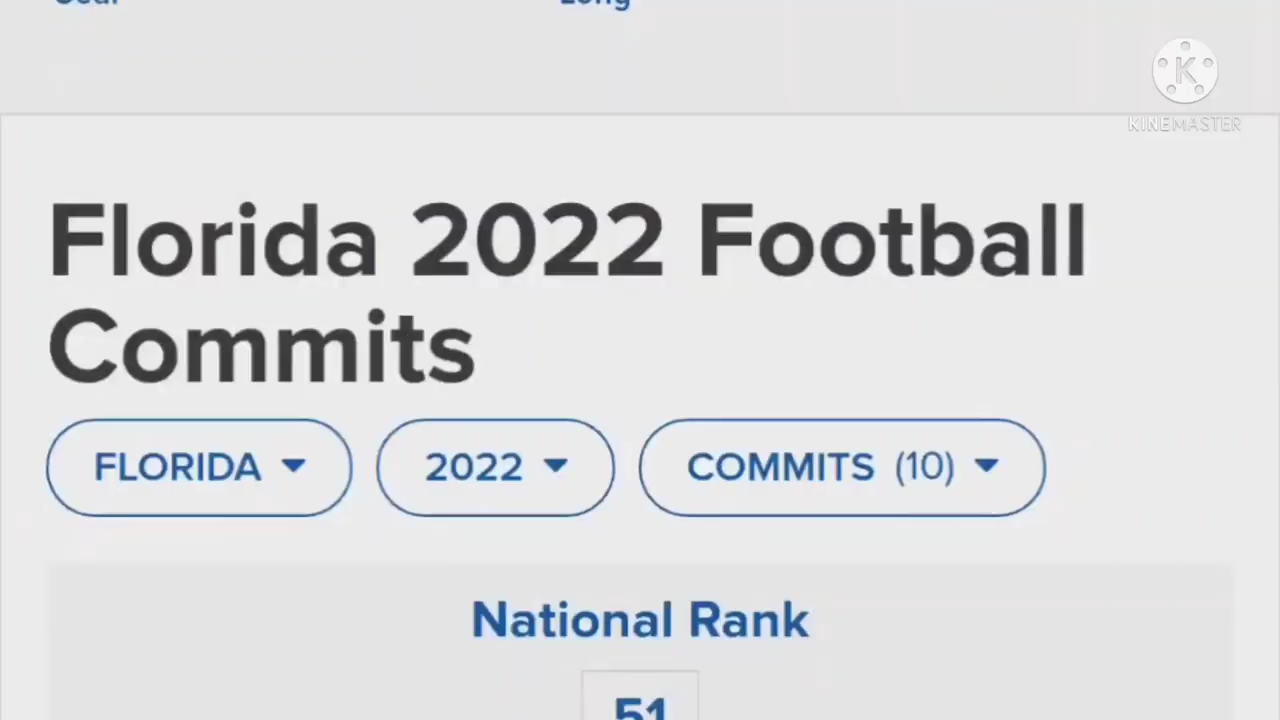 KINEMASTER
Florida 2022 Football
Commits
FLORIDA
2022
COMMITS (10)
National Rank
51